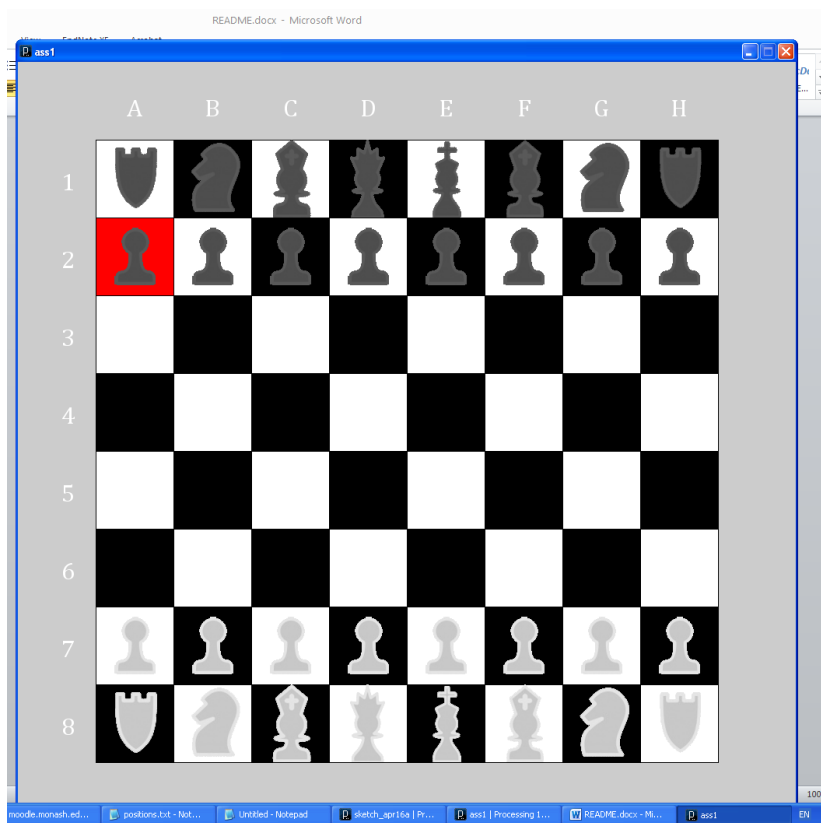 README.docx - Microsoft Word
ass1
A B C D E F G H
1
2
3
4
5
6
7
8
100
moodle.monash.ed... positions.txt - Not... Untitled - Notepad sketch_apr16a | Pr... ass1 | Processing 1... README.docx - Mi... ass1 EN